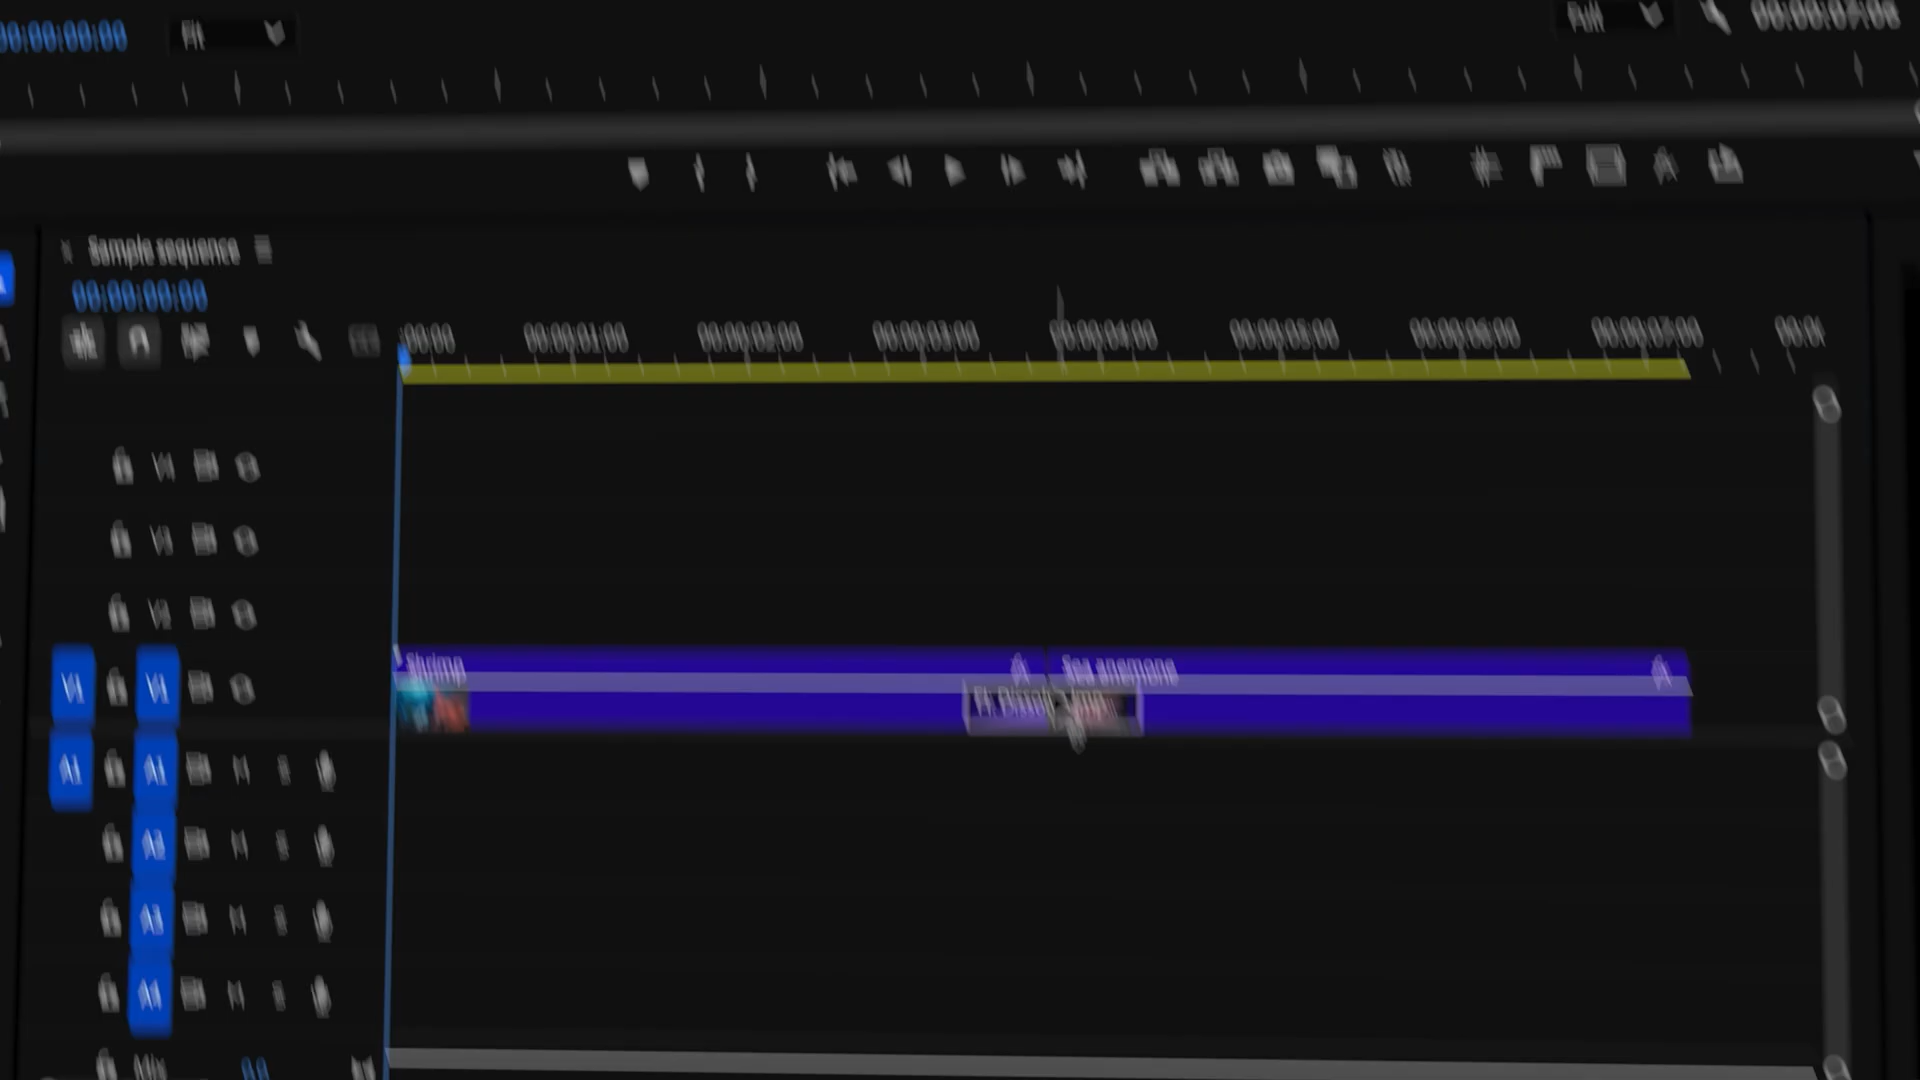 00:00:00:00 Fit Full
Sample sequence
00:00:00:00
:00:00 00:00:01:00 00:00:02:00 00:00:03:00 00:00:04:00 00:00:05:00 00:00:06:00 00:00:07:00
Shrimp Sea anemone
V1 V1
A1 A1
A2
A3
A4